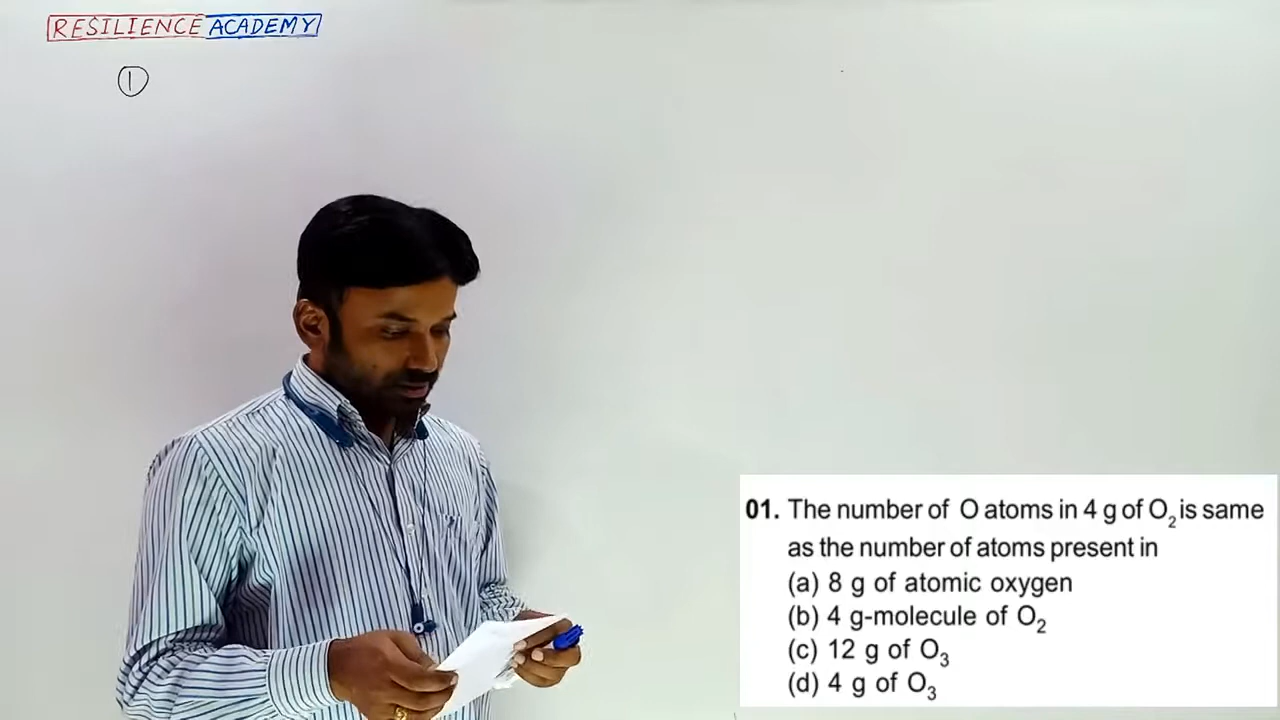 RESILIENCE ACADEMY
①
01. The number of O atoms in 4 g of O₂ is same
as the number of atoms present in
(a) 8 g of atomic oxygen
(b) 4 g-molecule of O₂
(c) 12 g of O₃
(d) 4 g of O₃